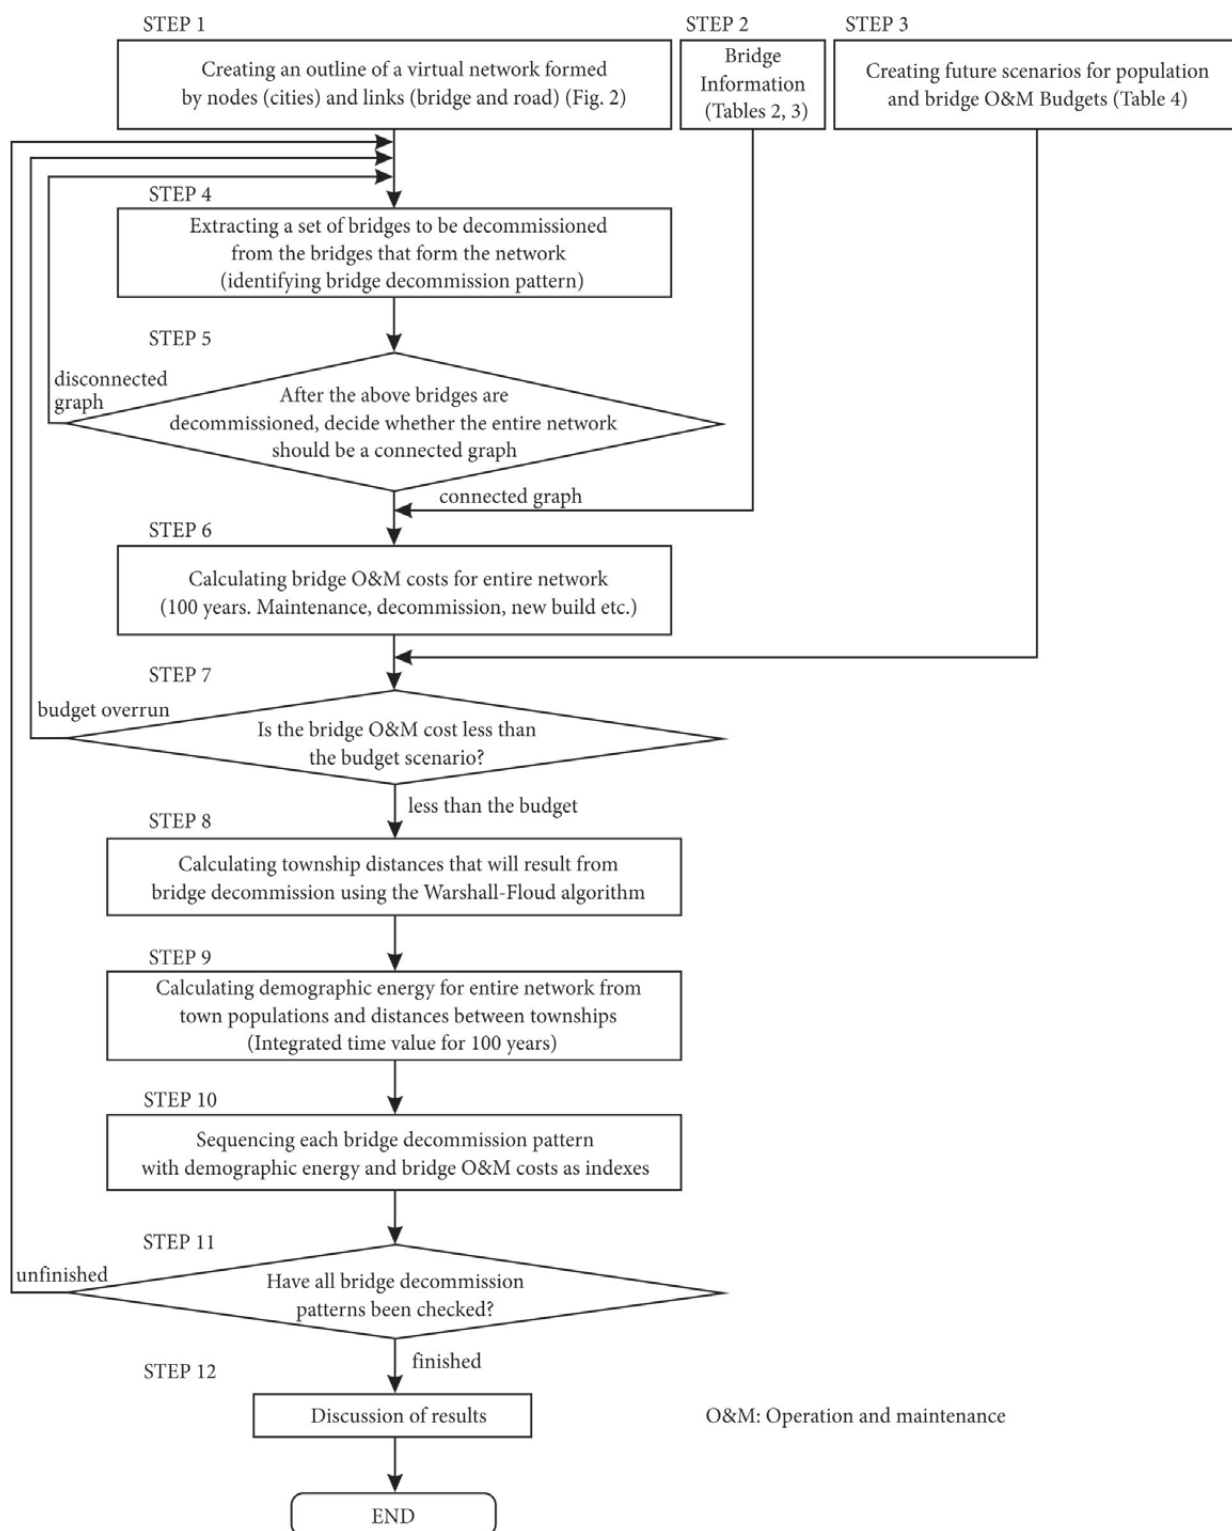 STEP 1
Creating an outline of a virtual network formed
by nodes (cities) and links (bridge and road) (Fig. 2)
STEP 2
Bridge
Information
(Tables 2, 3)
STEP 3
Creating future scenarios for population
and bridge O&M Budgets (Table 4)
STEP 4
Extracting a set of bridges to be decommissioned
from the bridges that form the network
(identifying bridge decommission pattern)
STEP 5
disconnected
graph
After the above bridges are
decommissioned, decide whether the entire network
should be a connected graph
connected graph
STEP 6
Calculating bridge O&M costs for entire network
(100 years. Maintenance, decommission, new build etc.)
STEP 7
budget overrun
Is the bridge O&M cost less than
the budget scenario?
less than the budget
STEP 8
Calculating township distances that will result from
bridge decommission using the Warshall-Floud algorithm
STEP 9
Calculating demographic energy for entire network from
town populations and distances between townships
(Integrated time value for 100 years)
STEP 10
Sequencing each bridge decommission pattern
with demographic energy and bridge O&M costs as indexes
STEP 11
unfinished
Have all bridge decommission
patterns been checked?
finished
STEP 12
Discussion of results
O&M: Operation and maintenance
END